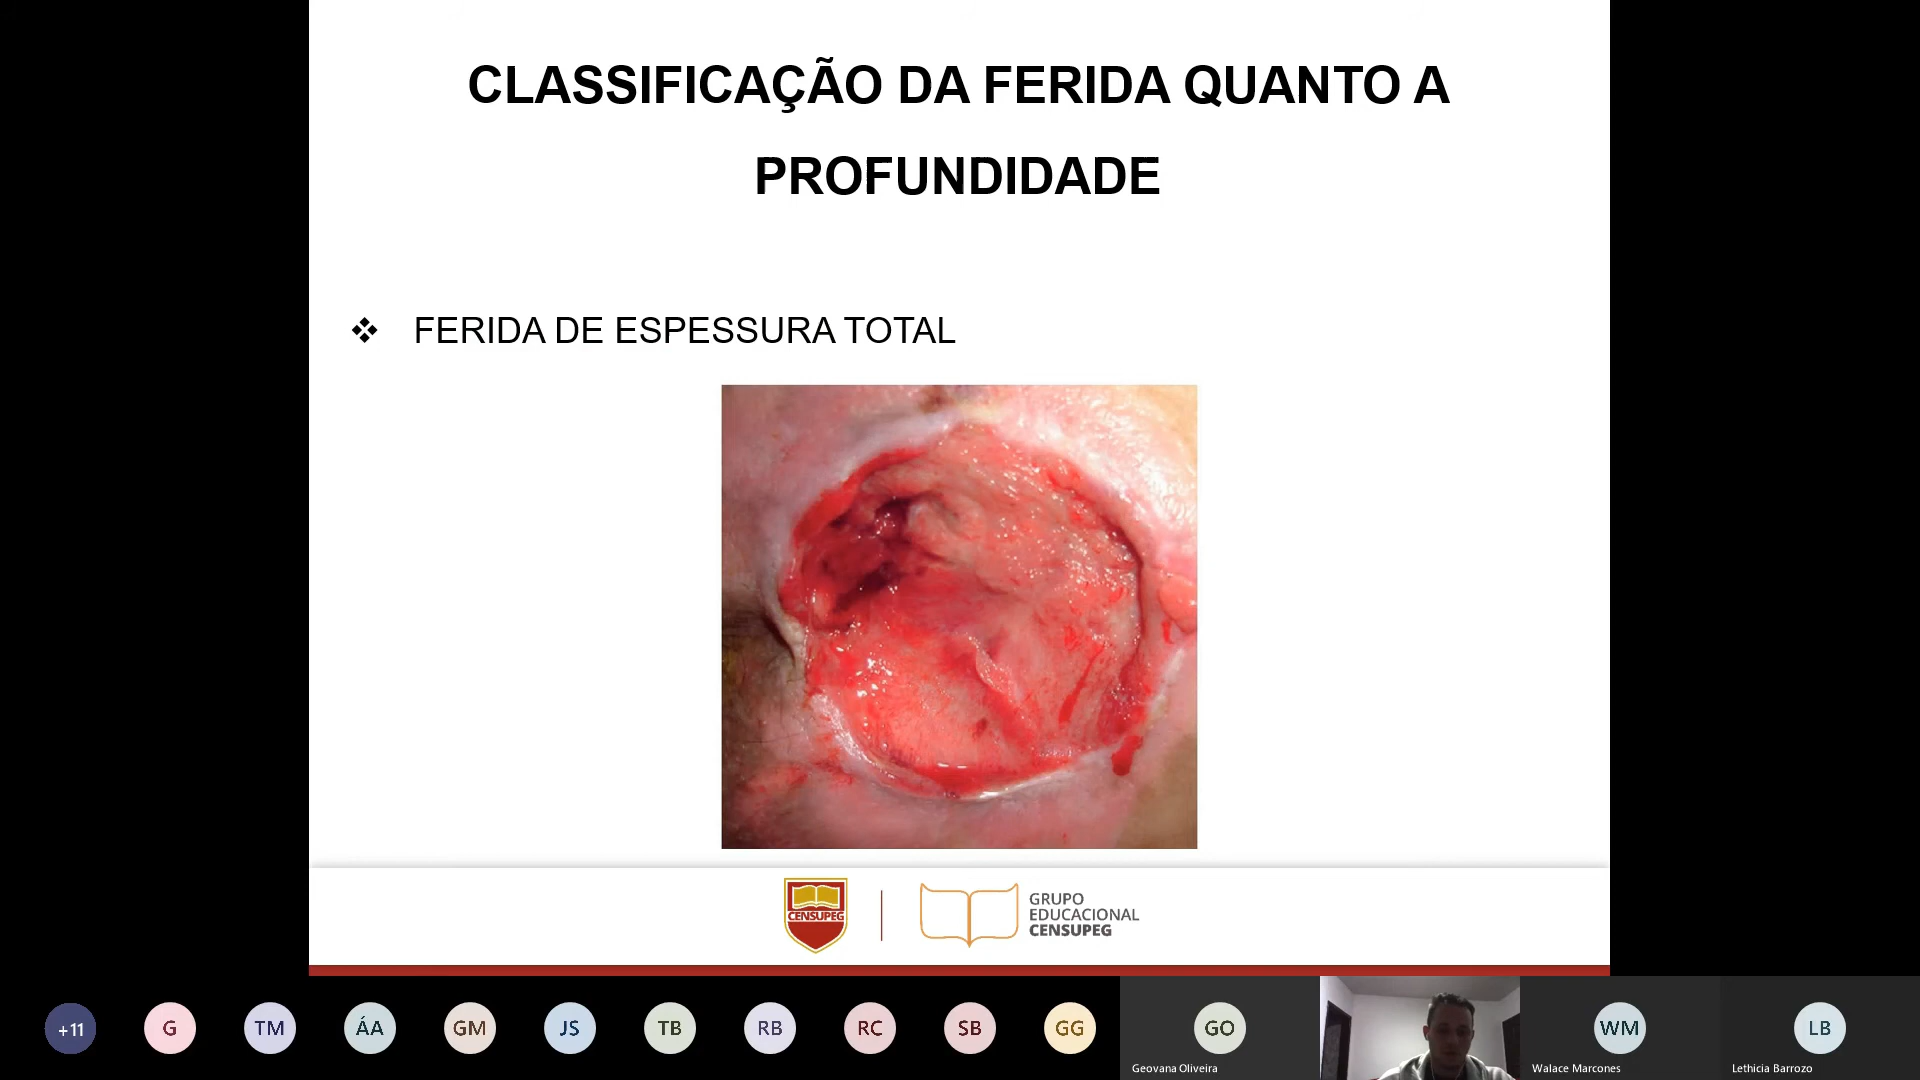 CLASSIFICAÇÃO DA FERIDA QUANTO A
PROFUNDIDADE
❖ FERIDA DE ESPESSURA TOTAL
CENSUPEG
GRUPO
EDUCACIONAL
CENSUPEG
+11
G
TM
ÁA
GM
JS
TB
RB
RC
SB
GG
GO
WM
LB
Geovana Oliveira
Walace Marcones
Lethicia Barrozo